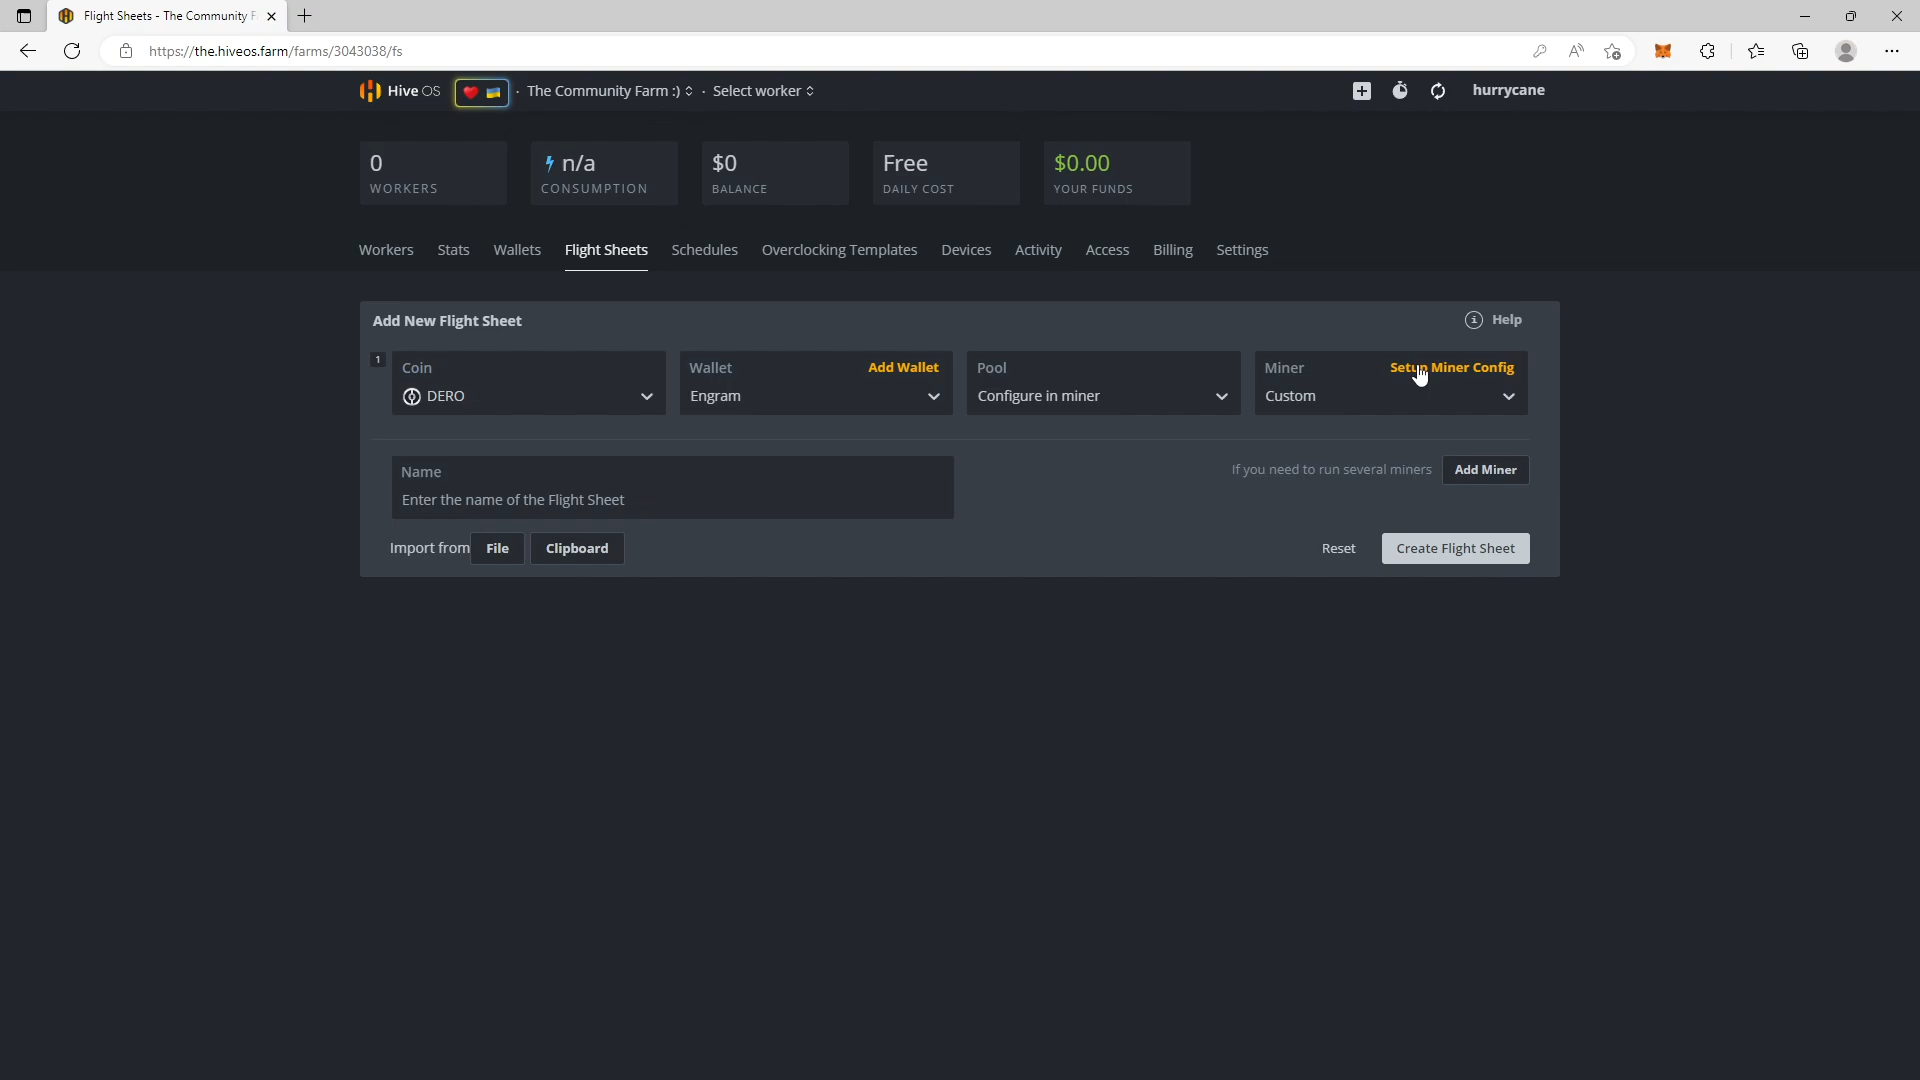 Flight Sheets - The Community F
https://the.hiveos.farm/farms/3043038/fs
Hive OS · The Community Farm :) · Select worker
hurrycane
0
WORKERS
n/a
CONSUMPTION
$0
BALANCE
Free
DAILY COST
$0.00
YOUR FUNDS
Workers Stats Wallets Flight Sheets Schedules Overclocking Templates Devices Activity Access Billing Settings
Add New Flight Sheet
Help
1
Coin
DERO
Wallet Add Wallet
Engram
Pool
Configure in miner
Miner Setup Miner Config
Custom
Name
Enter the name of the Flight Sheet
If you need to run several miners Add Miner
Import from File Clipboard
Reset Create Flight Sheet